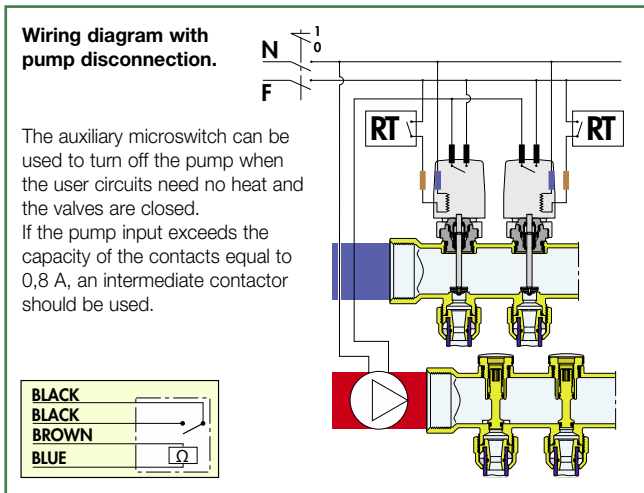 Wiring diagram with
pump disconnection.
1
0
N
F
RT
RT
The auxiliary microswitch can be
used to turn off the pump when
the user circuits need no heat and
the valves are closed.
If the pump input exceeds the
capacity of the contacts equal to
0,8 A, an intermediate contactor
should be used.
BLACK
BLACK
BROWN
BLUE
Ω